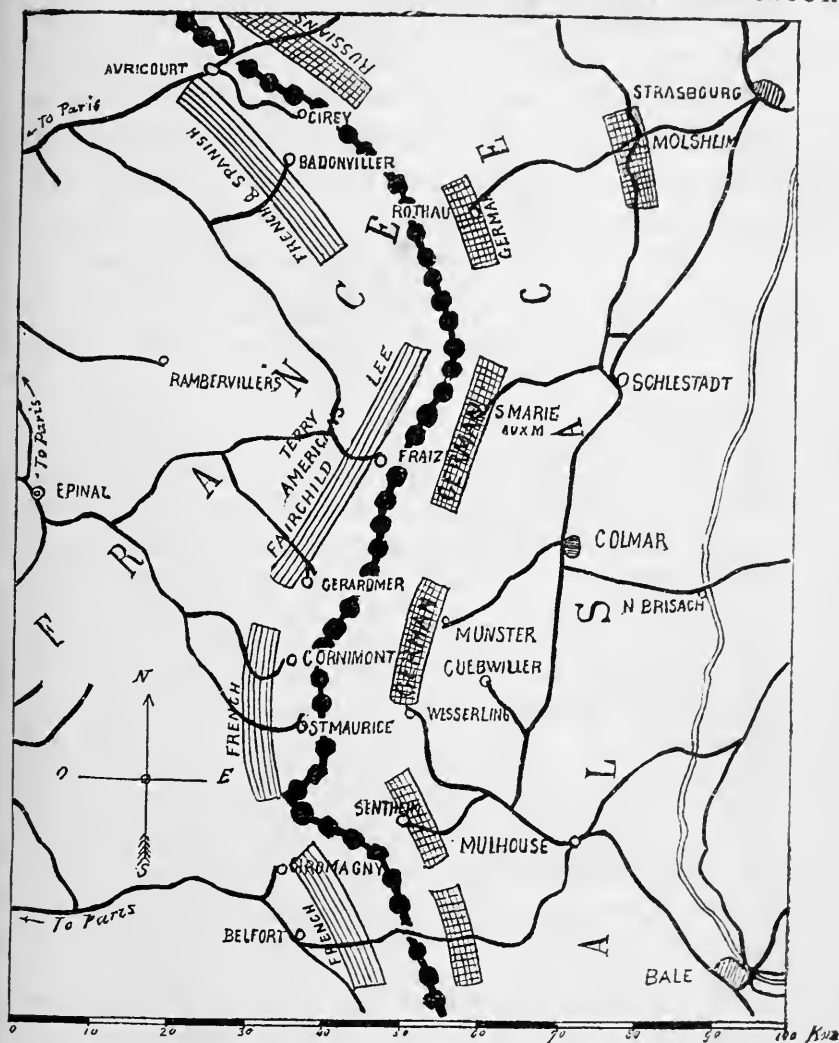 RUSSIANS
AVRICOURT
← To Paris
CIREY
STRASBOURG
MOLSHEIM
BADONVILLER
FRENCH & SPANISH
ROTHAU
GERMAN
E
E
C
C
N
RAMBERVILLERS
LEE
TERRY
AMERICAN
FAIRCHILD
FRAIZ
GERMAN
S MARIE
AUX M
SCHLESTADT
A
A
← To Paris
EPINAL
R
F
COLMAR
N BRISACH
S
GERARDMER
GERMAN
MUNSTER
GUEBWILLER
CORNIMONT
FRENCH
ST MAURICE
WESSERLING
N
O
E
S
L
SENTHEIM
MULHOUSE
GIROMAGNY
← To Paris
BELFORT
FRENCH
A
BALE
0 10 20 30 40 50 60 70 80 90 100